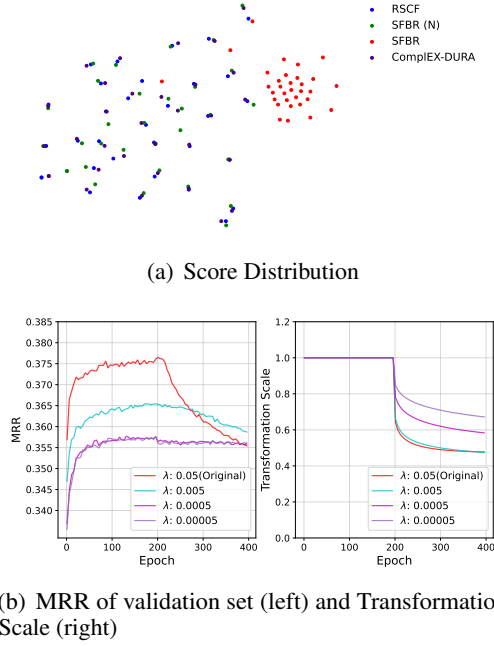 RSCF
SFBR (N)
SFBR
ComplEX-DURA
(a) Score Distribution
0.385
0.380
0.375
0.370
0.365
0.360
0.355
0.350
0.345
0.340
MRR
0
100
200
300
400
Epoch
λ: 0.05(Original)
λ: 0.005
λ: 0.0005
λ: 0.00005
1.2
1.0
0.8
0.6
0.4
0.2
0.0
Transformation Scale
0
100
200
300
400
Epoch
λ: 0.05(Original)
λ: 0.005
λ: 0.0005
λ: 0.00005
(b) MRR of validation set (left) and Transformatio
Scale (right)